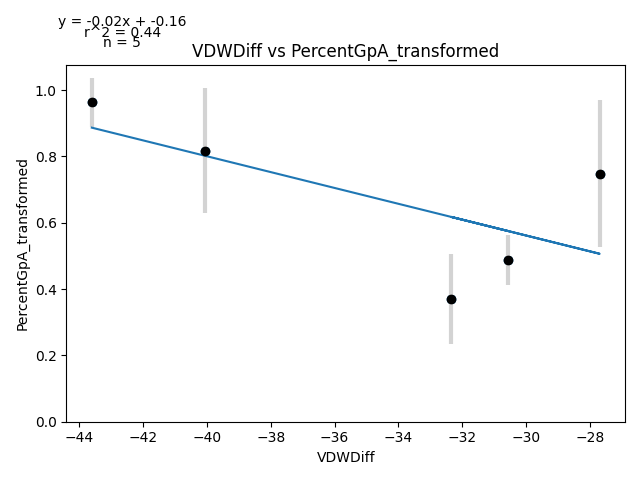 y = -0.02x + -0.16
r^2 = 0.44
n = 5
VDWDiff vs PercentGpA_transformed
1.0
0.8
0.6
0.4
0.2
0.0
PercentGpA_transformed
−44 −42 −40 −38 −36 −34 −32 −30 −28
VDWDiff